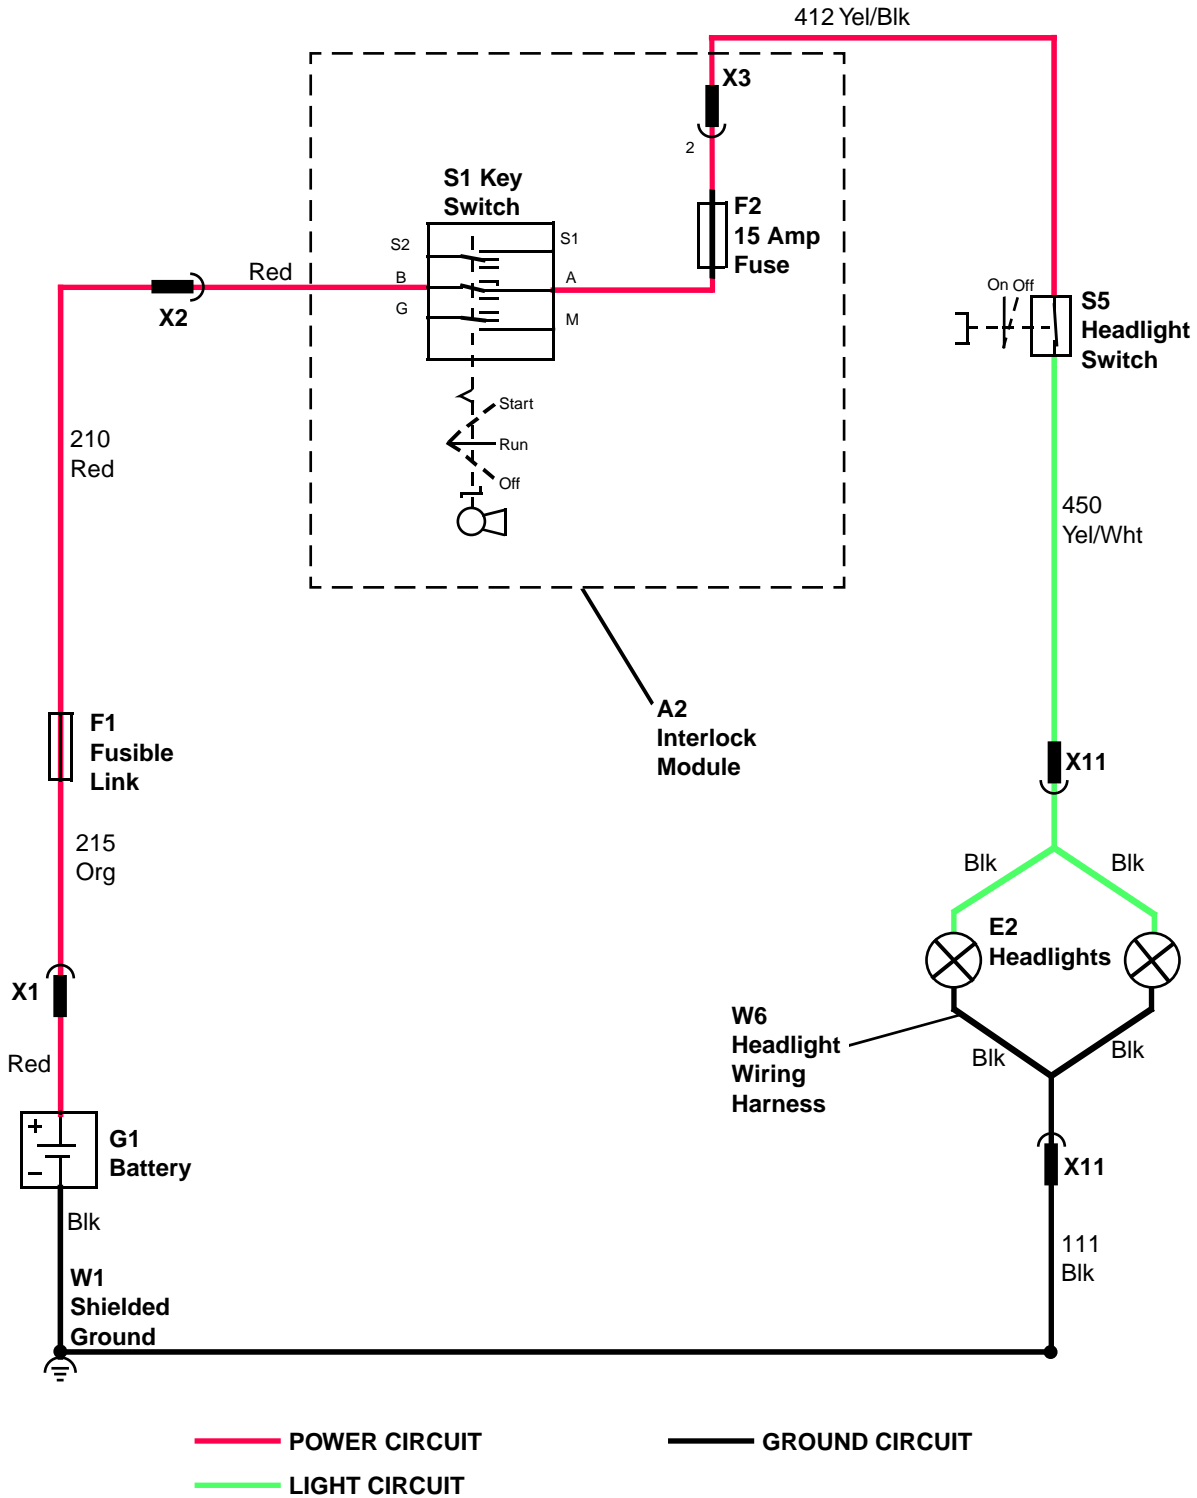 412 Yel/Blk
X3
2
S1 Key
Switch
F2
15 Amp
Fuse
S2
S1
B
A
G
M
Red
X2
On Off
S5
Headlight
Switch
Start
Run
Off
210
Red
450
Yel/Wht
A2
Interlock
Module
F1
Fusible
Link
X11
215
Org
Blk
Blk
E2
Headlights
X1
W6
Headlight
Wiring
Harness
Blk
Blk
Red
+
−
G1
Battery
X11
Blk
111
Blk
W1
Shielded
Ground
POWER CIRCUIT
GROUND CIRCUIT
LIGHT CIRCUIT